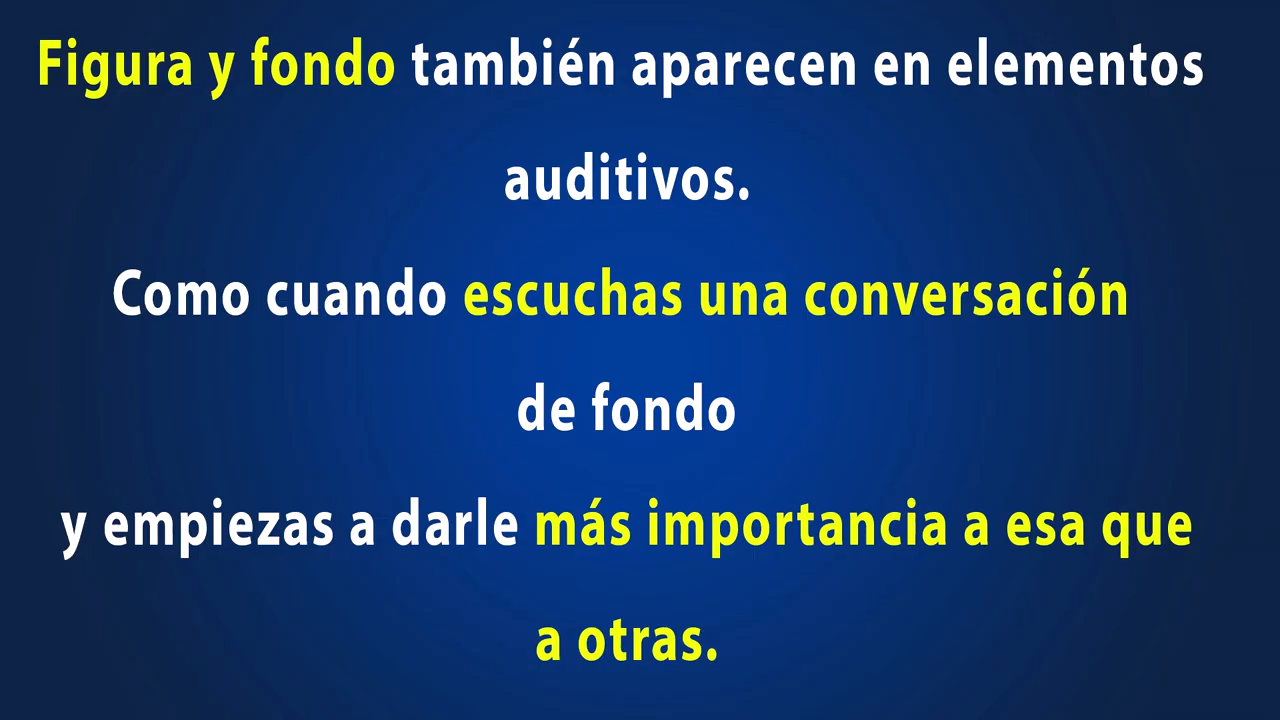 Figura y fondo también aparecen en elementos
auditivos.
Como cuando escuchas una conversación
de fondo
y empiezas a darle más importancia a esa que
a otras.